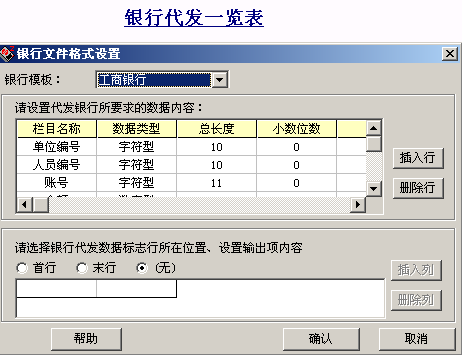 银行代发一览表
银行文件格式设置
银行模板： 工商银行
请设置代发银行所要求的数据内容：
栏目名称 数据类型 总长度 小数位数
单位编号 字符型 10 0
人员编号 字符型 10 0
账号 字符型 11 0
插入行
删除行
请选择银行代发数据标志行所在位置、设置输出项内容
首行 末行 (无)
插入列
删除列
帮助 确认 取消